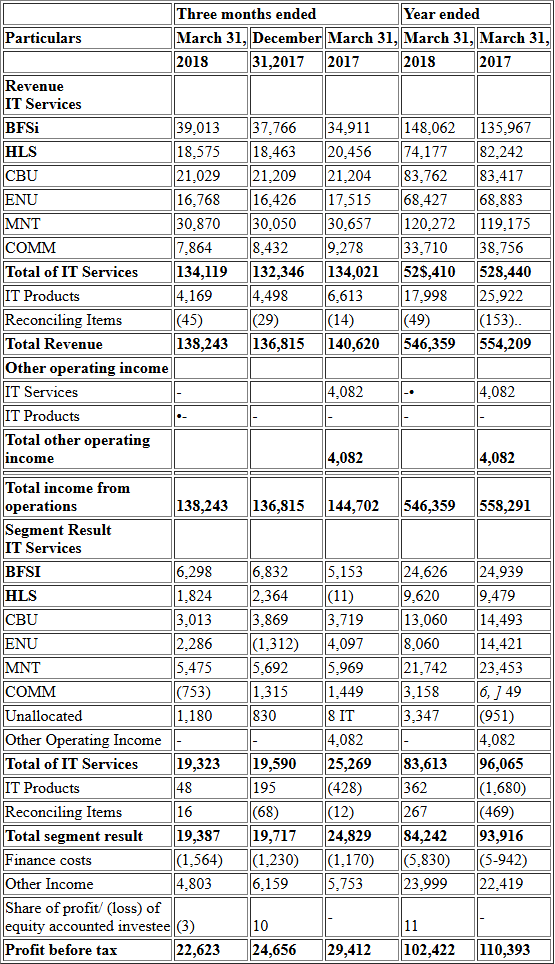 Three months ended Year ended
Particulars March 31, December March 31, March 31, March 31,
2018 31,2017 2017 2018 2017
Revenue
IT Services
BFSi 39,013 37,766 34,911 148,062 135,967
HLS 18,575 18,463 20,456 74,177 82,242
CBU 21,029 21,209 21,204 83,762 83,417
ENU 16,768 16,426 17,515 68,427 68,883
MNT 30,870 30,050 30,657 120,272 119,175
COMM 7,864 8,432 9,278 33,710 38,756
Total of IT Services 134,119 132,346 134,021 528,410 528,440
IT Products 4,169 4,498 6,613 17,998 25,922
Reconciling Items (45) (29) (14) (49) (153)..
Total Revenue 138,243 136,815 140,620 546,359 554,209
Other operating income
IT Services - 4,082 -• 4,082
IT Products •- - - - -
Total other operating
income 4,082 4,082
Total income from
operations 138,243 136,815 144,702 546,359 558,291
Segment Result
IT Services
BFSI 6,298 6,832 5,153 24,626 24,939
HLS 1,824 2,364 (11) 9,620 9,479
CBU 3,013 3,869 3,719 13,060 14,493
ENU 2,286 (1,312) 4,097 8,060 14,421
MNT 5,475 5,692 5,969 21,742 23,453
COMM (753) 1,315 1,449 3,158 6, ] 49
Unallocated 1,180 830 8 IT 3,347 (951)
Other Operating Income - - 4,082 - 4,082
Total of IT Services 19,323 19,590 25,269 83,613 96,065
IT Products 48 195 (428) 362 (1,680)
Reconciling Items 16 (68) (12) 267 (469)
Total segment result 19,387 19,717 24,829 84,242 93,916
Finance costs (1,564) (1,230) (1,170) (5,830) (5-942)
Other Income 4,803 6,159 5,753 23,999 22,419
Share of profit/ (loss) of
equity accounted investee (3) 10 - 11 -
Profit before tax 22,623 24,656 29,412 102,422 110,393